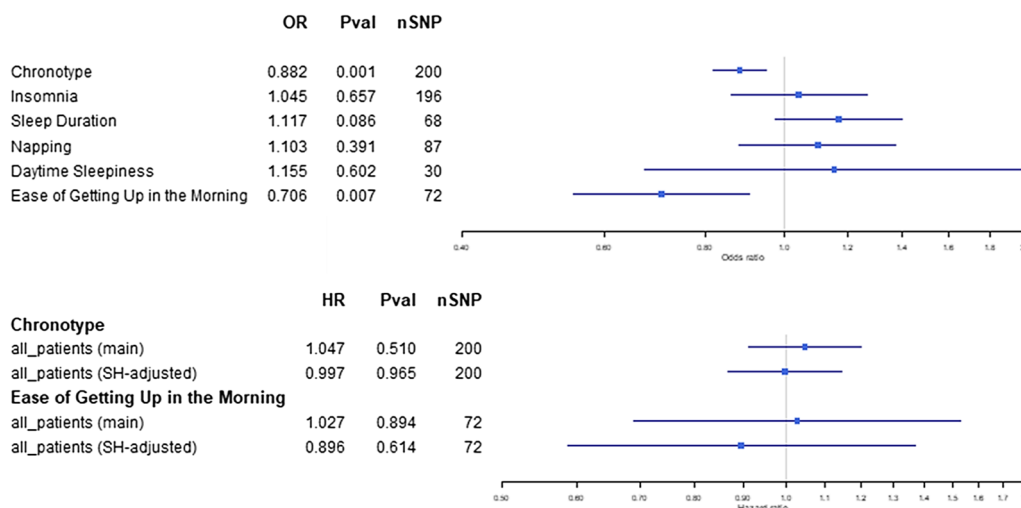 OR Pval nSNP
Chronotype 0.882 0.001 200
Insomnia 1.045 0.657 196
Sleep Duration 1.117 0.086 68
Napping 1.103 0.391 87
Daytime Sleepiness 1.155 0.602 30
Ease of Getting Up in the Morning 0.706 0.007 72
0.40 0.60 0.80 1.0 1.2 1.4 1.6 1.8
Odds ratio
HR Pval nSNP
Chronotype
all_patients (main) 1.047 0.510 200
all_patients (SH-adjusted) 0.997 0.965 200
Ease of Getting Up in the Morning
all_patients (main) 1.027 0.894 72
all_patients (SH-adjusted) 0.896 0.614 72
0.50 0.60 0.70 0.80 0.90 1.0 1.1 1.2 1.3 1.4 1.5 1.6 1.7
Hazard ratio